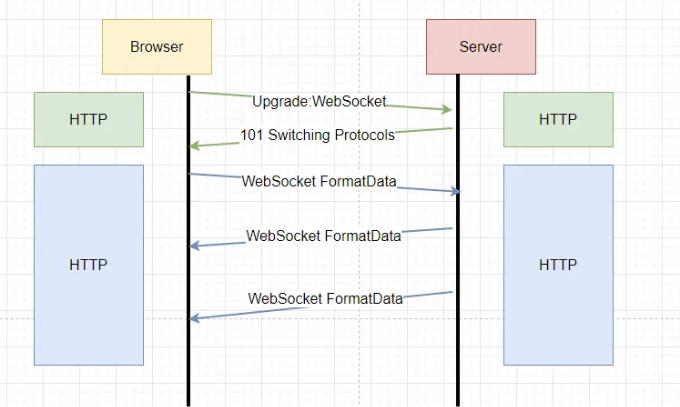 Browser
Server
Upgrade:WebSocket
HTTP
HTTP
101 Switching Protocols
WebSocket FormatData
WebSocket FormatData
HTTP
HTTP
WebSocket FormatData